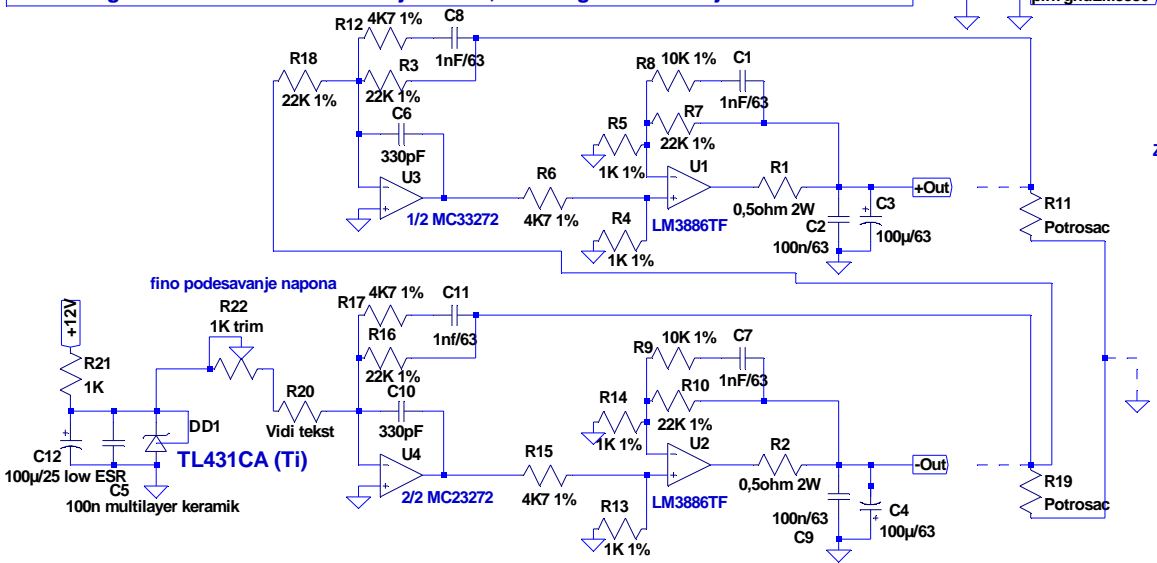 R12
4K7 1%
C8
1nF/63
R18
22K 1%
R3
22K 1%
C6
330pF
U3
1/2 MC33272
R6
4K7 1%
R8
10K 1%
C1
1nF/63
R7
22K 1%
R5
1K 1%
U1
LM3886TF
R4
1K 1%
R1
0,5ohm 2W
C2
100n/63
C3
100µ/63
+Out
R11
Potrosac
fino podesavanje napona
+12V
R21
1K
R22
1K trim
R20
Vidi tekst
DD1
TL431CA (Ti)
C12
100µ/25 low ESR
C5
100n multilayer keramik
R17
4K7 1%
C11
1nf/63
R16
22K 1%
C10
330pF
U4
2/2 MC23272
R15
4K7 1%
R9
10K 1%
C7
1nF/63
R10
22K 1%
R14
1K 1%
U2
LM3886TF
R13
1K 1%
R2
0,5ohm 2W
100n/63
C9
C4
100µ/63
-Out
R19
Potrosac